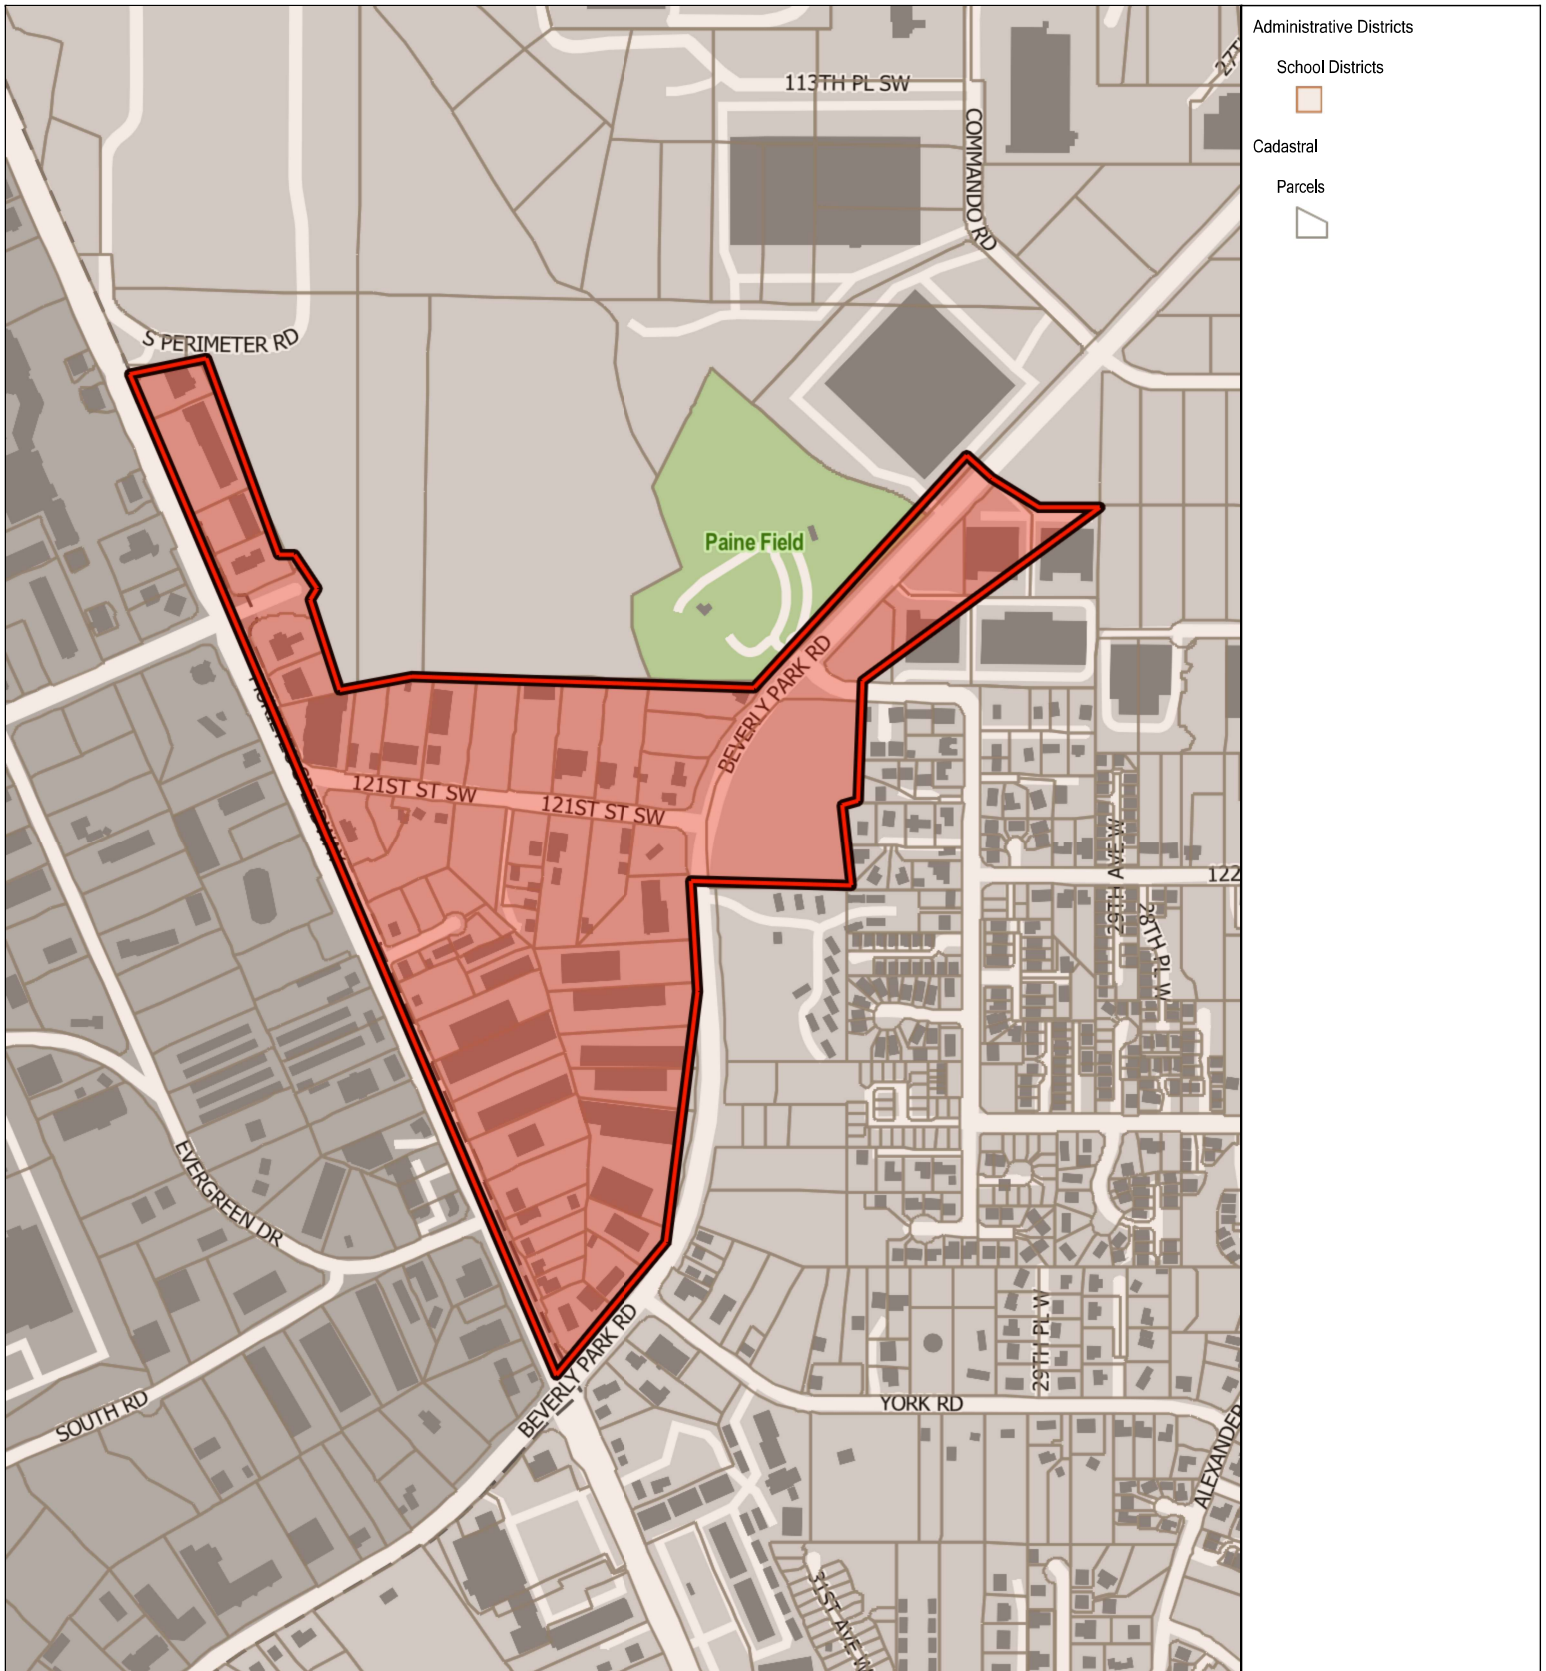 Administrative Districts
School Districts
Cadastral
Parcels
113TH PL SW
COMMANDO RD
S PERIMETER RD
Paine Field
BEVERLY PARK RD
121ST ST SW
121ST ST SW
29TH AVE W
122
28TH PL W
EVERGREEN DR
29TH PL W
BEVERLY PARK RD
SOUTH RD
YORK RD
ALEXANDER
31ST AVE W